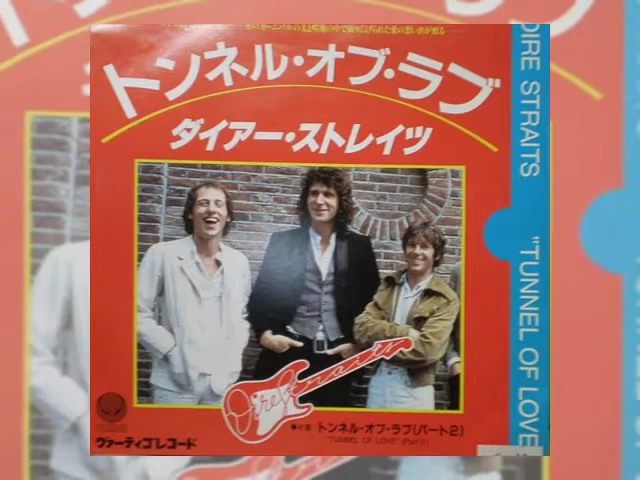 トンネル・オブ・ラブ
ダイアー・ストレイツ
DIRE STRAITS "TUNNEL OF LOVE
Dire Straits
トンネル・オブ・ラブ(パート2)
"TUNNEL OF LOVE" (Part II)
ヴァーティゴレコード